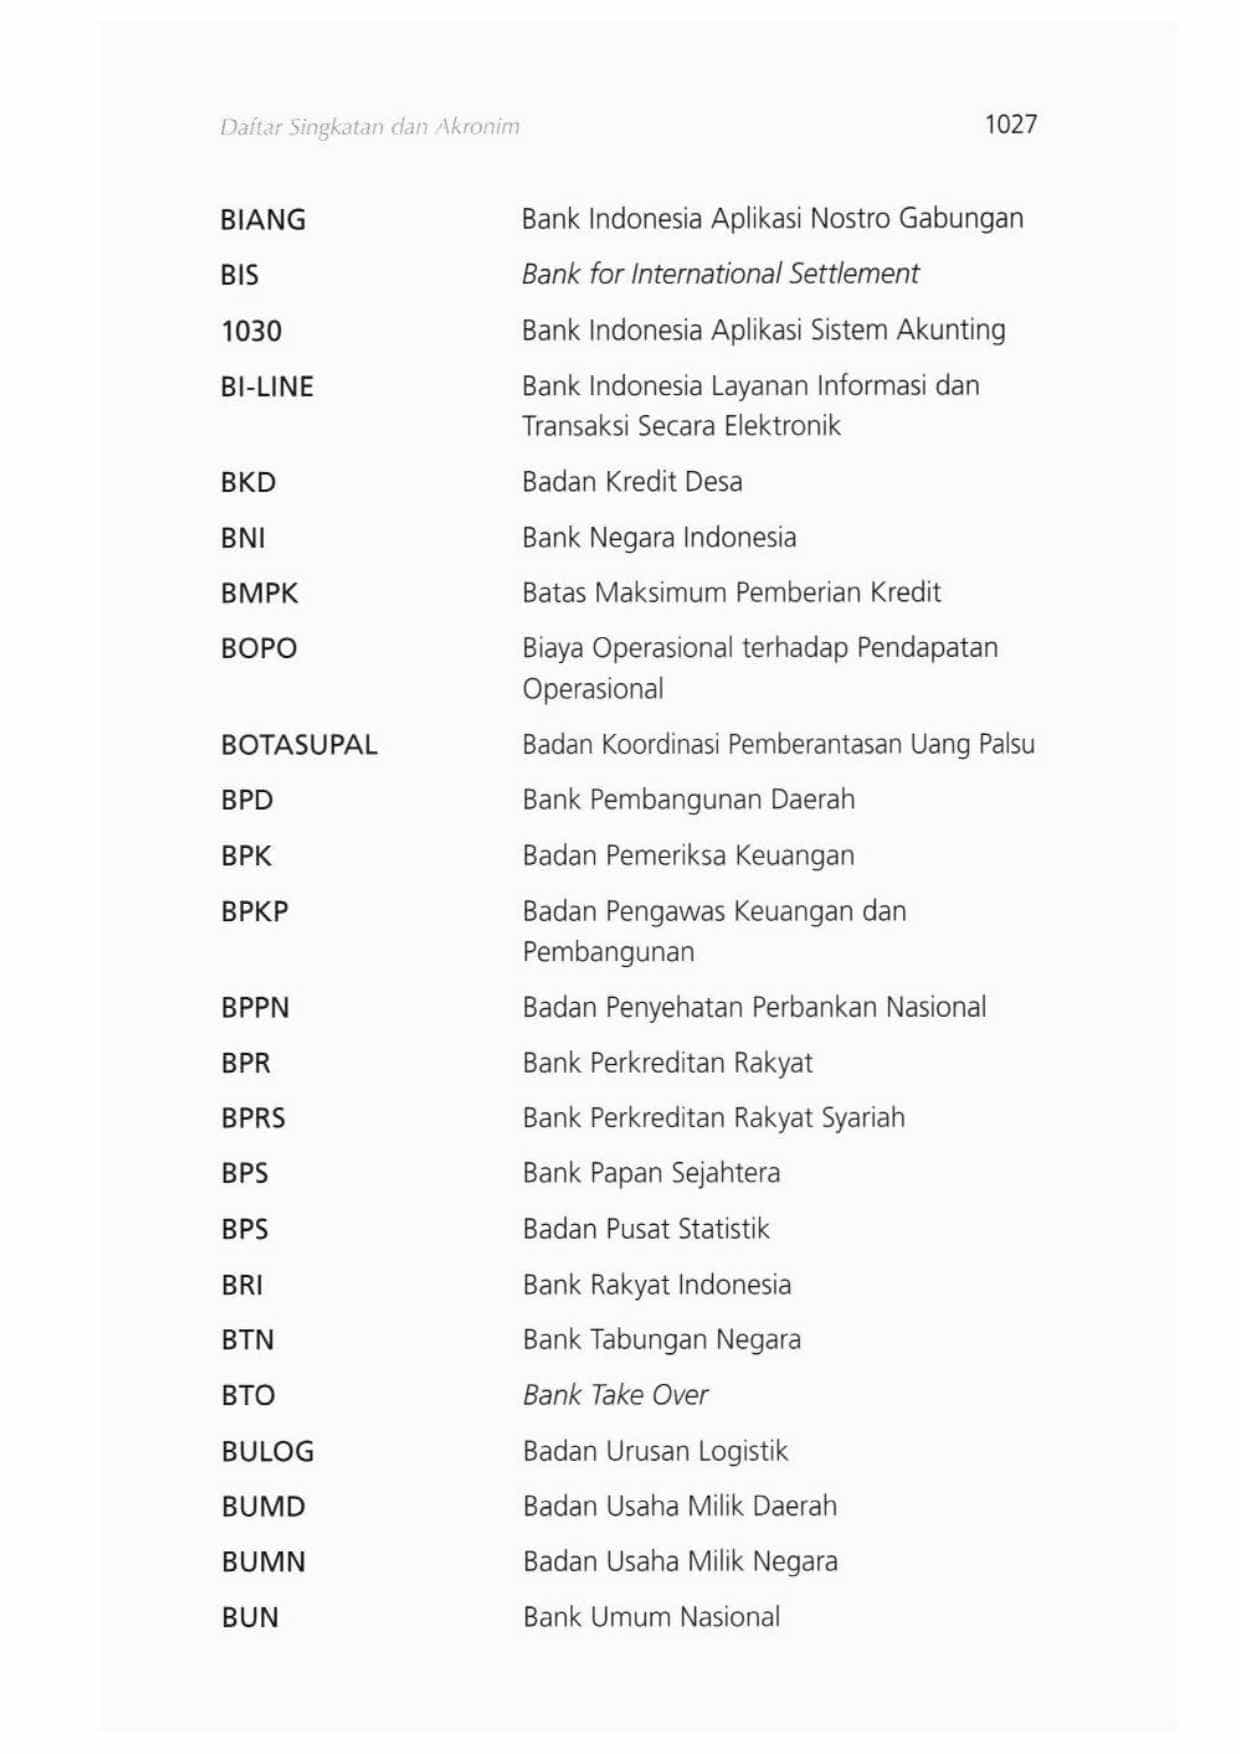 Daftar Singkatan dan Akronim 1027
BIANG Bank Indonesia Aplikasi Nostro Gabungan
BIS Bank for International Settlement
1030 Bank Indonesia Aplikasi Sistem Akunting
BI-LINE Bank Indonesia Layanan Informasi dan
Transaksi Secara Elektronik
BKD Badan Kredit Desa
BNI Bank Negara Indonesia
BMPK Batas Maksimum Pemberian Kredit
BOPO Biaya Operasional terhadap Pendapatan
Operasional
BOTASUPAL Badan Koordinasi Pemberantasan Uang Palsu
BPD Bank Pembangunan Daerah
BPK Badan Pemeriksa Keuangan
BPKP Badan Pengawas Keuangan dan
Pembangunan
BPPN Badan Penyehatan Perbankan Nasional
BPR Bank Perkreditan Rakyat
BPRS Bank Perkreditan Rakyat Syariah
BPS Bank Papan Sejahtera
BPS Badan Pusat Statistik
BRI Bank Rakyat Indonesia
BTN Bank Tabungan Negara
BTO Bank Take Over
BULOG Badan Urusan Logistik
BUMD Badan Usaha Milik Daerah
BUMN Badan Usaha Milik Negara
BUN Bank Umum Nasional